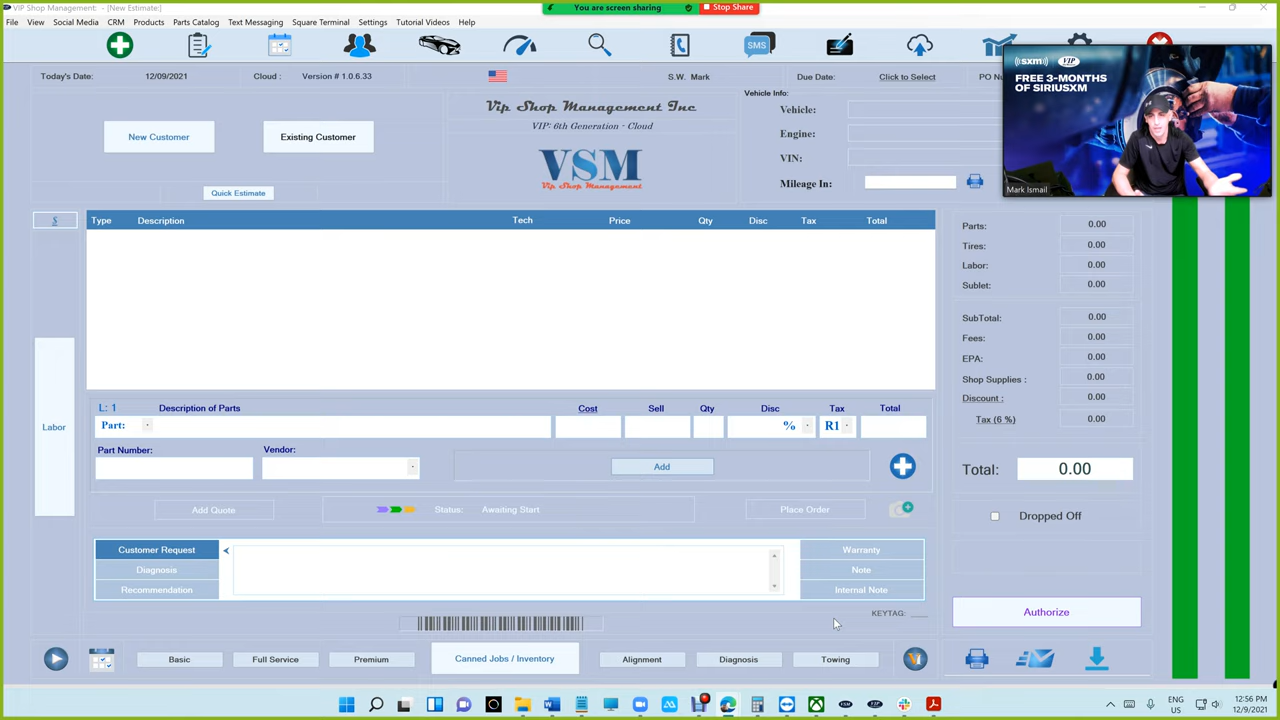 You are screen sharing
Stop Share
VIP Shop Management: - [New Estimate:]
File View Social Media CRM Products Parts Catalog Text Messaging Square Terminal Settings Tutorial Videos Help
SMS
Today's Date: 12/09/2021 Cloud : Version # 1.0.6.33 S.W. Mark Due Date: Click to Select
Vehicle Info:
Vehicle:
Engine:
VIN:
Mileage In:
New Customer
Existing Customer
Quick Estimate
Vip Shop Management Inc
VIP: 6th Generation - Cloud
VSM
Vip Shop Management
((sxm)) VIP
FREE 3-MONTHS
OF SIRIUSXM
Mark Ismail
S Type Description Tech Price Qty Disc Tax Total
Labor
Parts: 0.00
Tires: 0.00
Labor: 0.00
Sublet: 0.00
SubTotal: 0.00
Fees: 0.00
EPA: 0.00
Shop Supplies : 0.00
Discount : 0.00
Tax (6 %) 0.00
Total: 0.00
Dropped Off
Authorize
L: 1 Description of Parts Cost Sell Qty Disc Tax Total
Part: % R1
Part Number: Vendor:
Add
Add Quote
Status: Awaiting Start
Place Order
Customer Request
Diagnosis
Recommendation
Warranty
Note
Internal Note
KEYTAG:
Basic Full Service Premium Canned Jobs / Inventory Alignment Diagnosis Towing
ENG
US
12:56 PM
12/9/2021